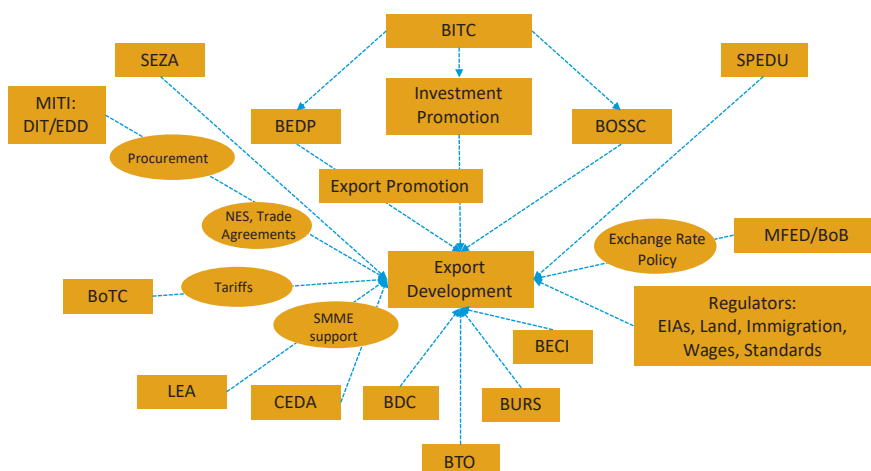 BITC
SEZA
SPEDU
MITI:
DIT/EDD
Investment
Promotion
BEDP
BOSSC
Procurement
Export Promotion
NES, Trade
Agreements
Exchange Rate
Policy
MFED/BoB
Export
Development
BoTC
Tariffs
Regulators:
EIAs, Land, Immigration,
Wages, Standards
SMME
support
BECI
LEA
CEDA
BDC
BURS
BTO